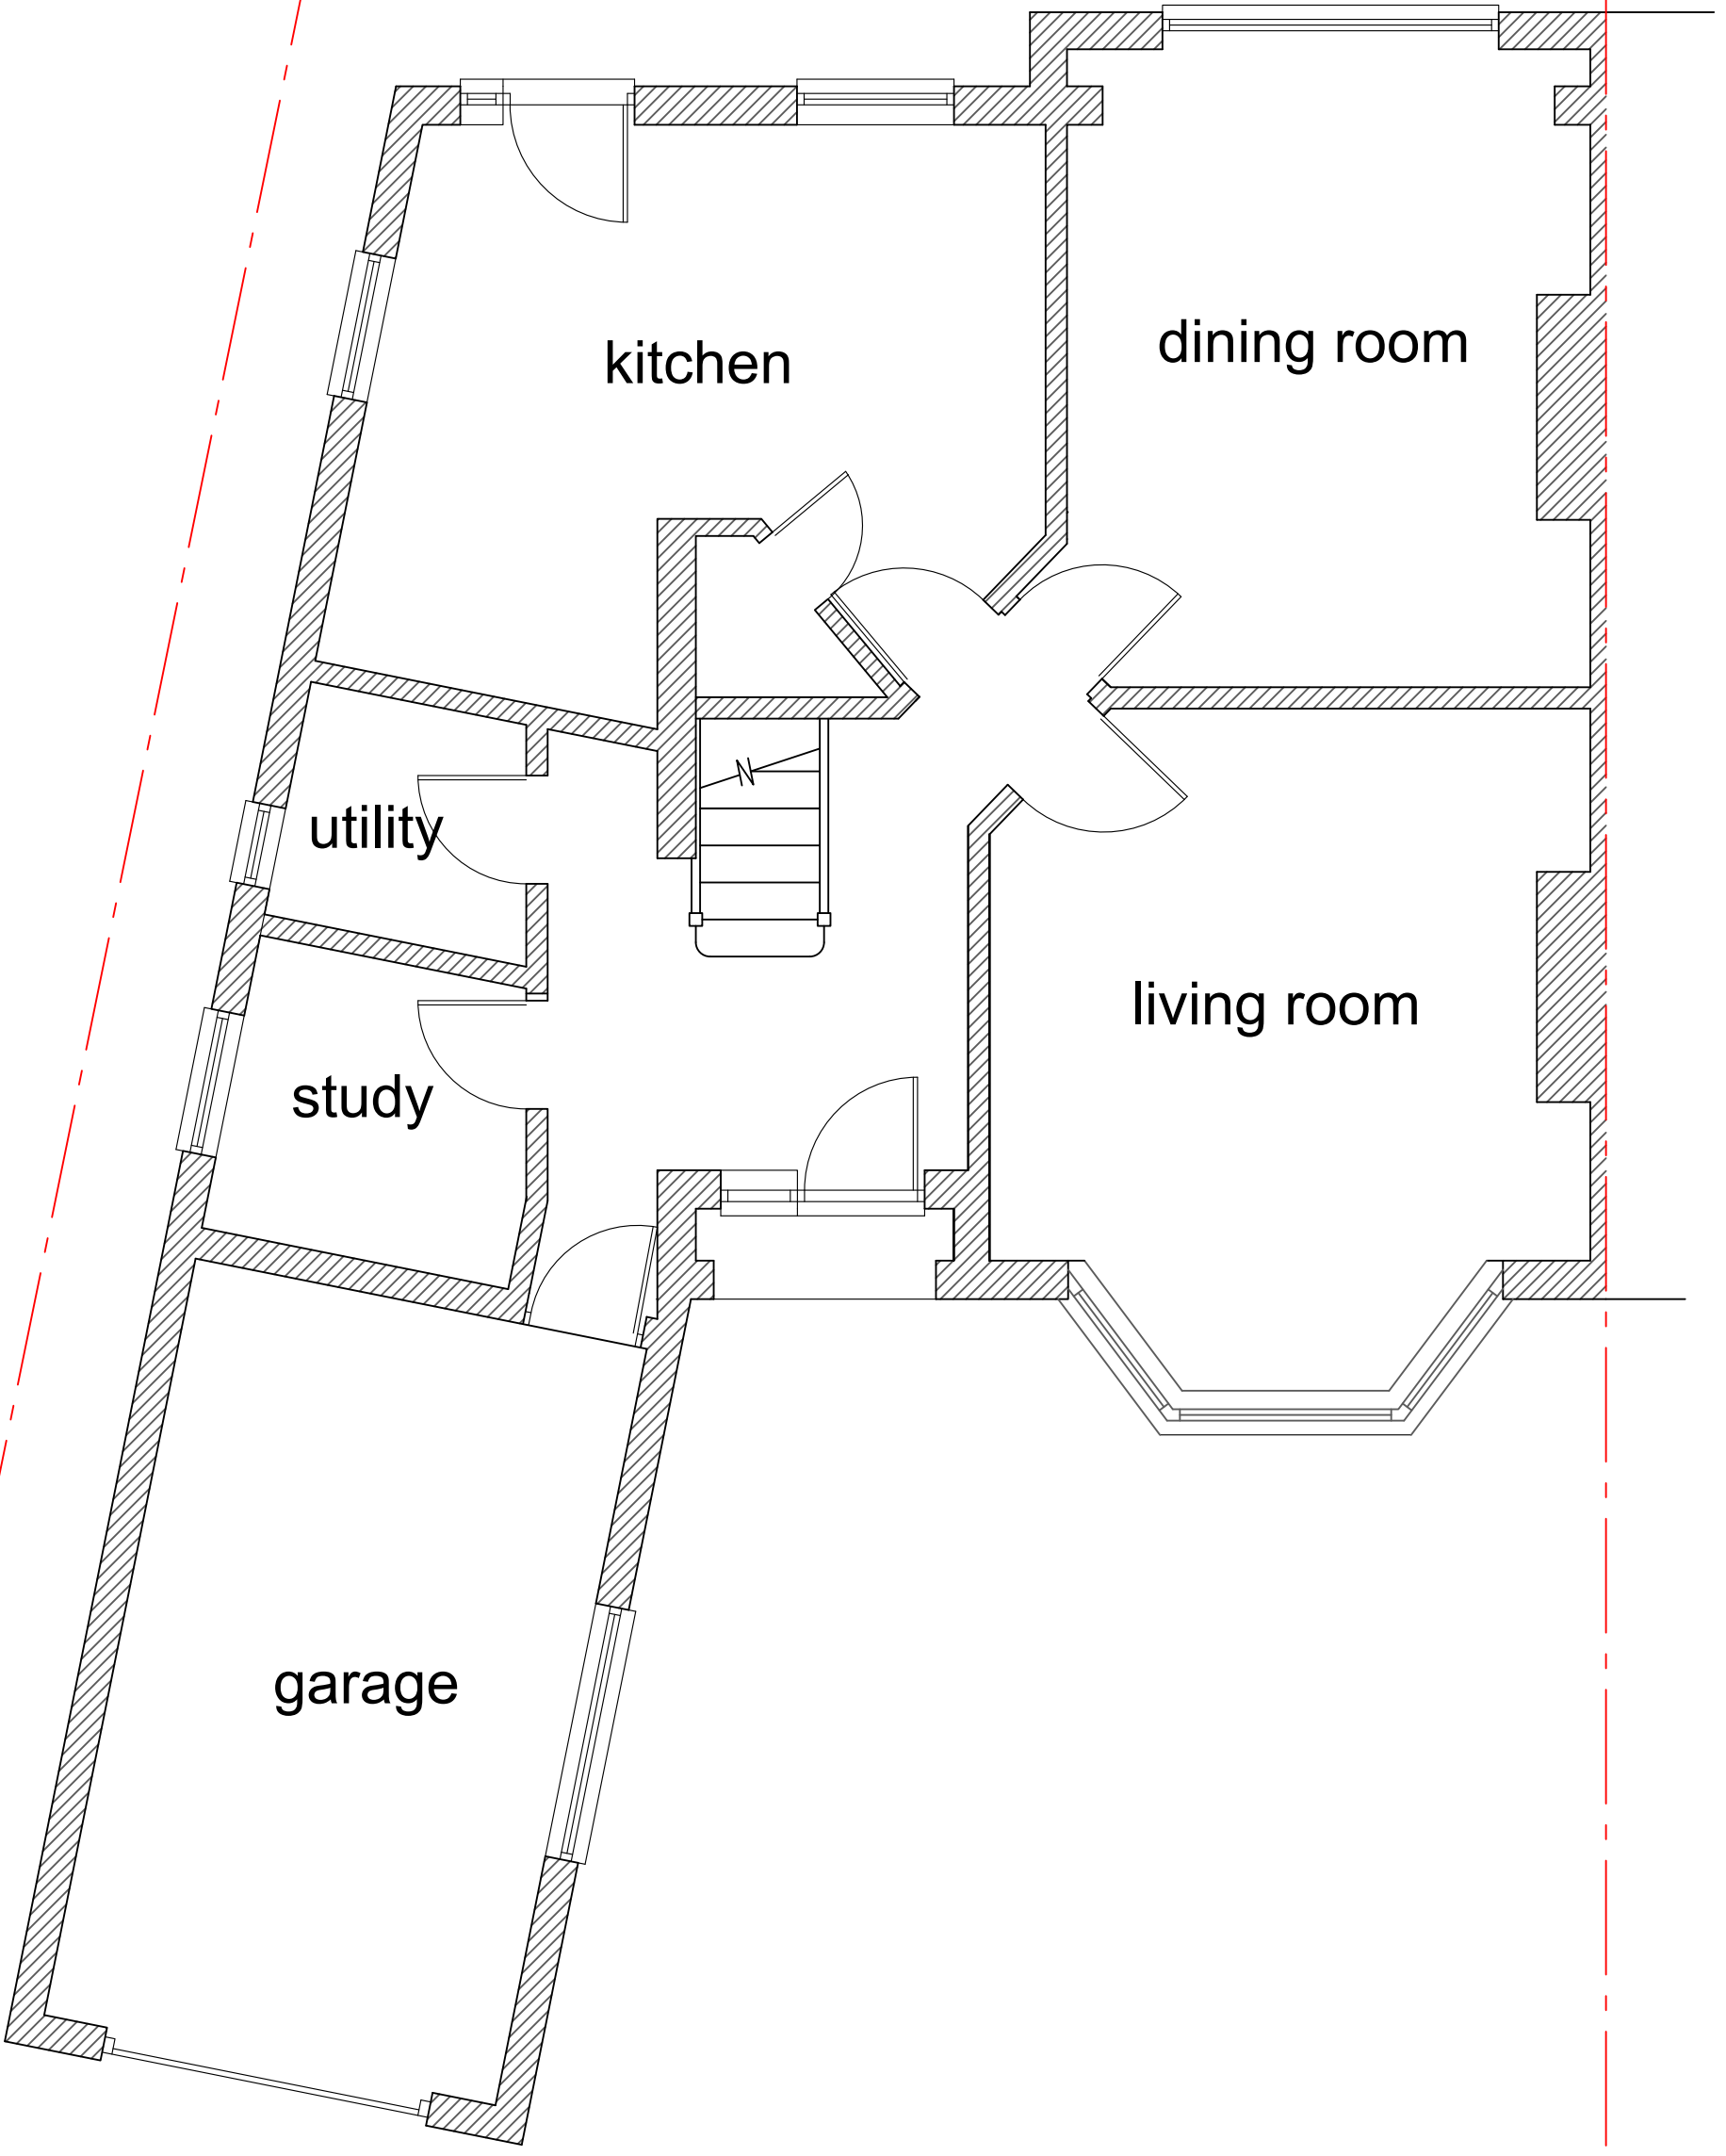 kitchen
dining room
utility
living room
study
garage